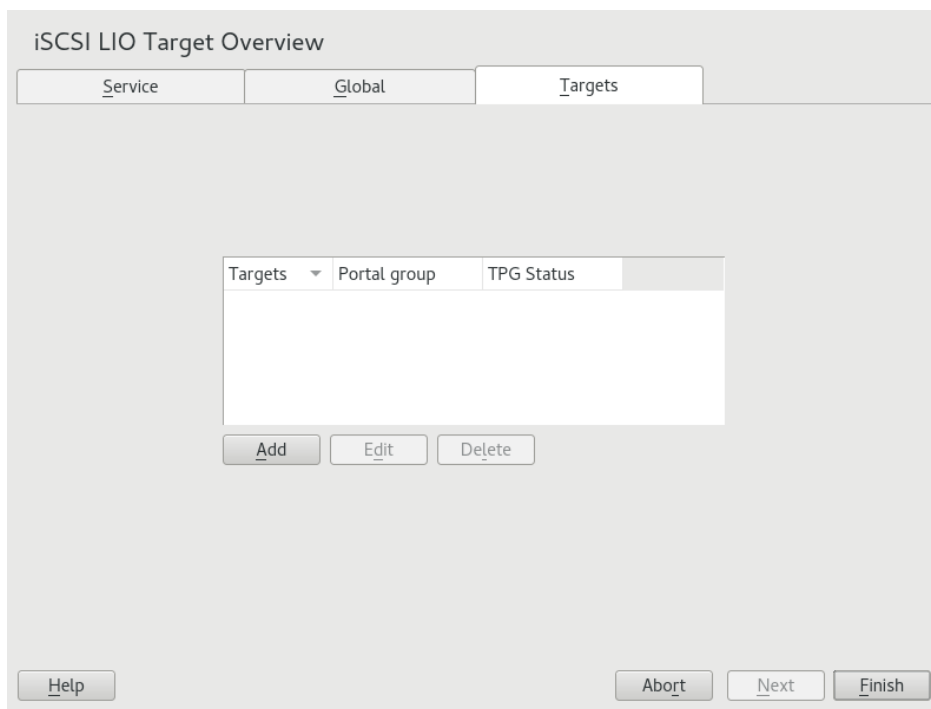 iSCSI LIO Target Overview
Service Global Targets
Targets Portal group TPG Status
Add Edit Delete
Help Abort Next Finish